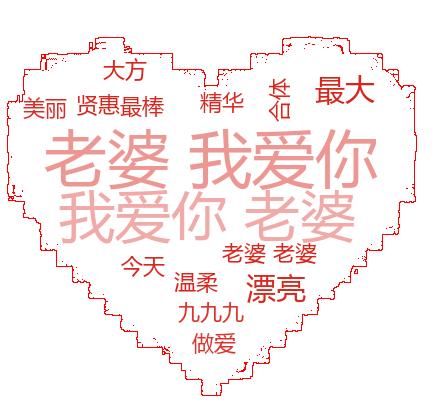 大方
美丽 贤惠 最棒 精华 合体 最大
老婆 我爱你
我爱你 老婆
老婆 老婆
今天
温柔 漂亮
九九九
做爱